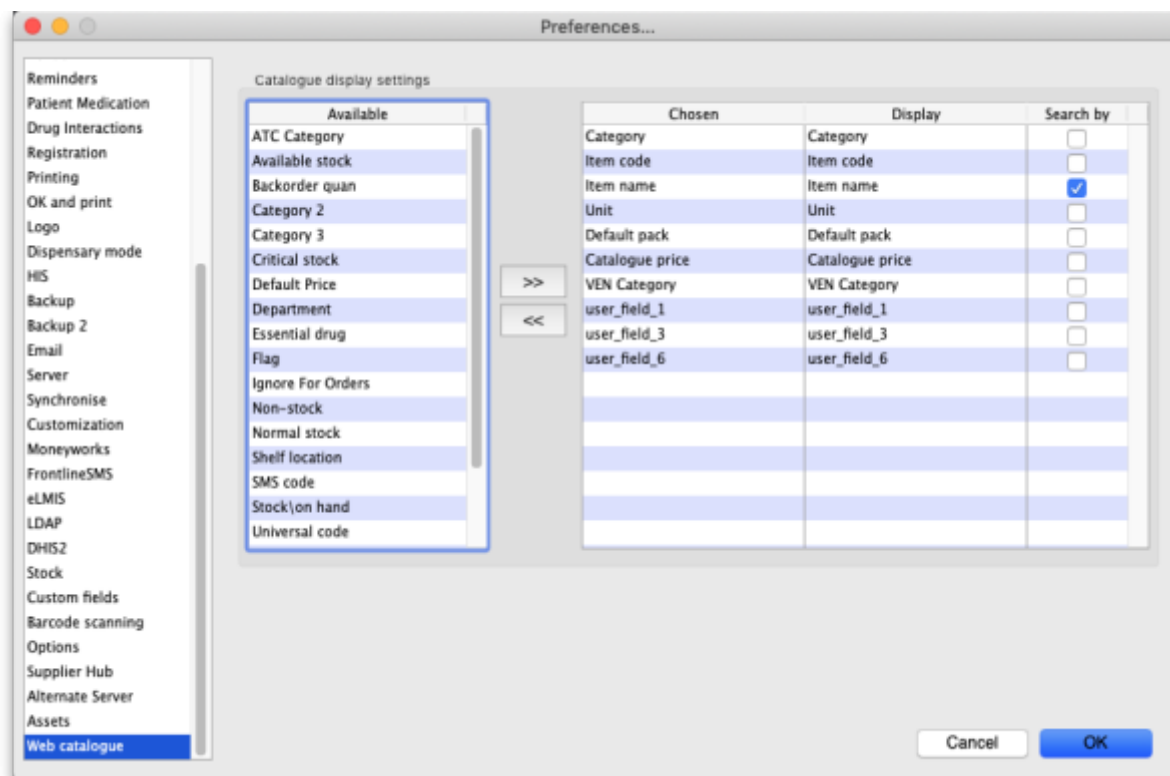 Preferences...
Reminders
Patient Medication
Drug Interactions
Registration
Printing
OK and print
Logo
Dispensary mode
HIS
Backup
Backup 2
Email
Server
Synchronise
Customization
Moneyworks
FrontlineSMS
eLMIS
LDAP
DHIS2
Stock
Custom fields
Barcode scanning
Options
Supplier Hub
Alternate Server
Assets
Web catalogue
Catalogue display settings
Available
ATC Category
Available stock
Backorder quan
Category 2
Category 3
Critical stock
Default Price
Department
Essential drug
Flag
Ignore For Orders
Non-stock
Normal stock
Shelf location
SMS code
Stock\on hand
Universal code
>>
<<
Chosen Display Search by
Category Category
Item code Item code
Item name Item name
Unit Unit
Default pack Default pack
Catalogue price Catalogue price
VEN Category VEN Category
user_field_1 user_field_1
user_field_3 user_field_3
user_field_6 user_field_6
Cancel OK